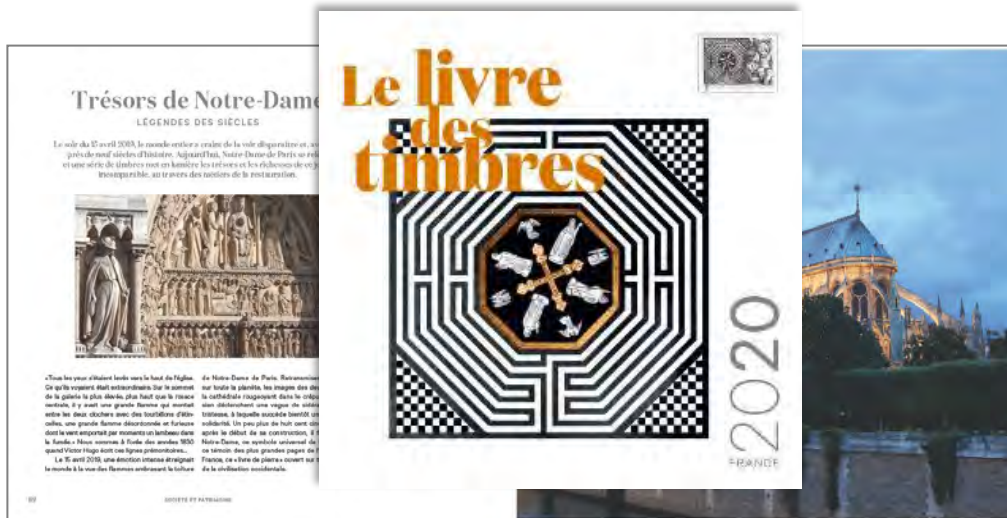 Trésors de Notre-Dame
LÉGENDES DES SIÈCLES
Le soir du 15 avril 2019, le monde entier a craint de la voir disparaître et, avec
près de neuf siècles d'histoire. Aujourd'hui, Notre-Dame de Paris se
et une série de timbres met en lumière les trésors et les richesses de ce
incomparable, au travers des métiers de la restauration.
«Tous les yeux s'étaient levés vers le haut de l'église.
Ce qu'ils voyaient était extraordinaire. Sur le sommet
de la galerie la plus élevée, plus haut que la rosace
centrale, il y avait une grande flamme qui montait
entre les deux clochers avec des tourbillons d'étin-
celles, une grande flamme désordonnée et furieuse
dont le vent emportait par moments un lambeau dans
la fumée.» Nous sommes à l'orée des années 1830
quand Victor Hugo écrit ces lignes prémonitoires...
Le 15 avril 2019, une émotion intense étreignait
le monde à la vue des flammes embrasant la toiture
de Notre-Dame de Paris. Retransmises
sur toute la planète, les images des
la cathédrale rougeoyant dans le
déclenchent une vague de
tristesse, à laquelle succède bientôt un
solidarité. Un peu plus de huit cent
après le début de sa construction, il
Notre-Dame, ce symbole universel de
ce témoin des plus grandes pages de
France, ce «livre de pierre» ouvert sur
de la civilisation occidentale.
SOCIÉTÉ ET PATRIMOINE
Le livre
des
timbres
2020
FRANCE